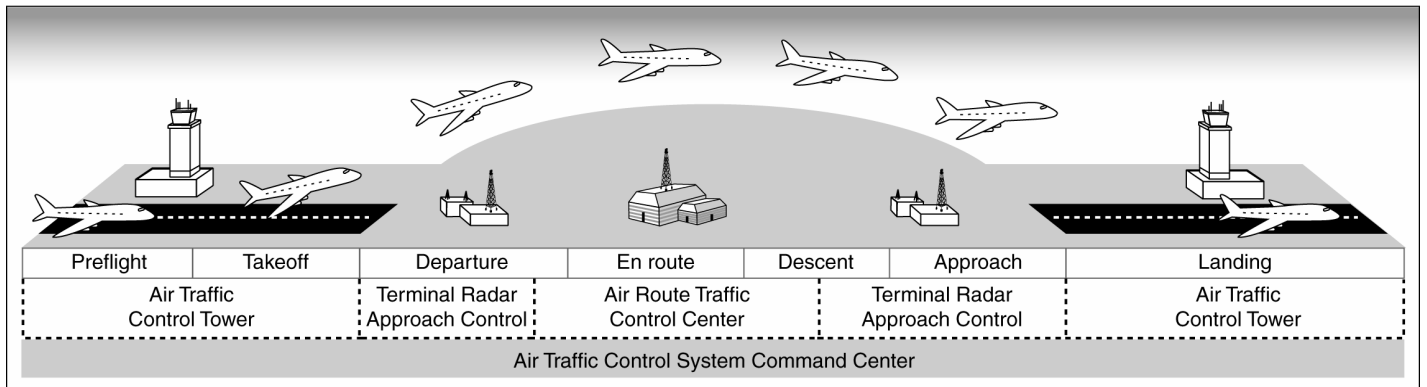 Preflight
Takeoff
Departure
En route
Descent
Approach
Landing
Air Traffic
Control Tower
Terminal Radar
Approach Control
Air Route Traffic
Control Center
Terminal Radar
Approach Control
Air Traffic
Control Tower
Air Traffic Control System Command Center